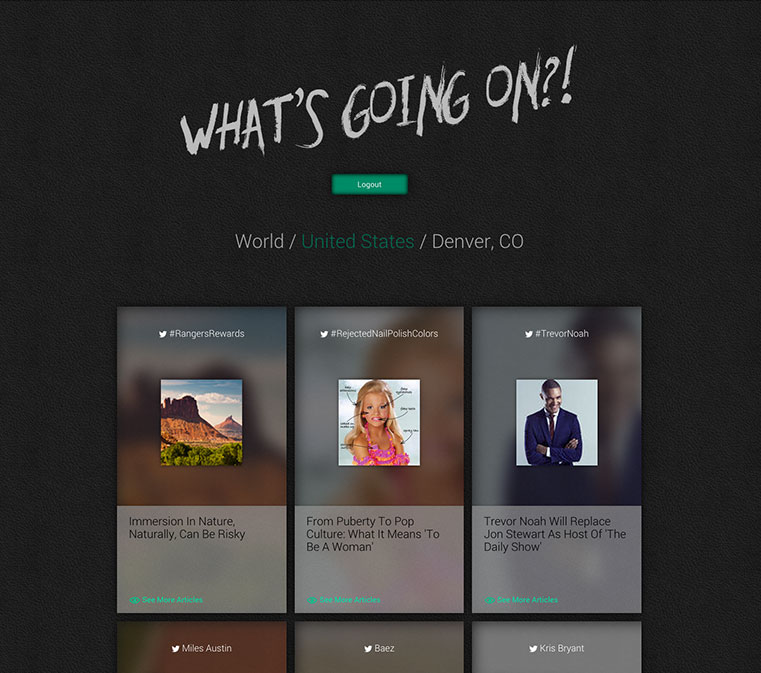 WHAT'S GOING ON?!
Logout
World / United States / Denver, CO
#RangersRewards
#RejectedNailPolishColors
#TrevorNoah
Immersion In Nature,
Naturally, Can Be Risky
See More Articles
From Puberty To Pop
Culture: What It Means 'To
Be A Woman'
See More Articles
Trevor Noah Will Replace
Jon Stewart As Host Of 'The
Daily Show'
See More Articles
Miles Austin
Baez
Kris Bryant